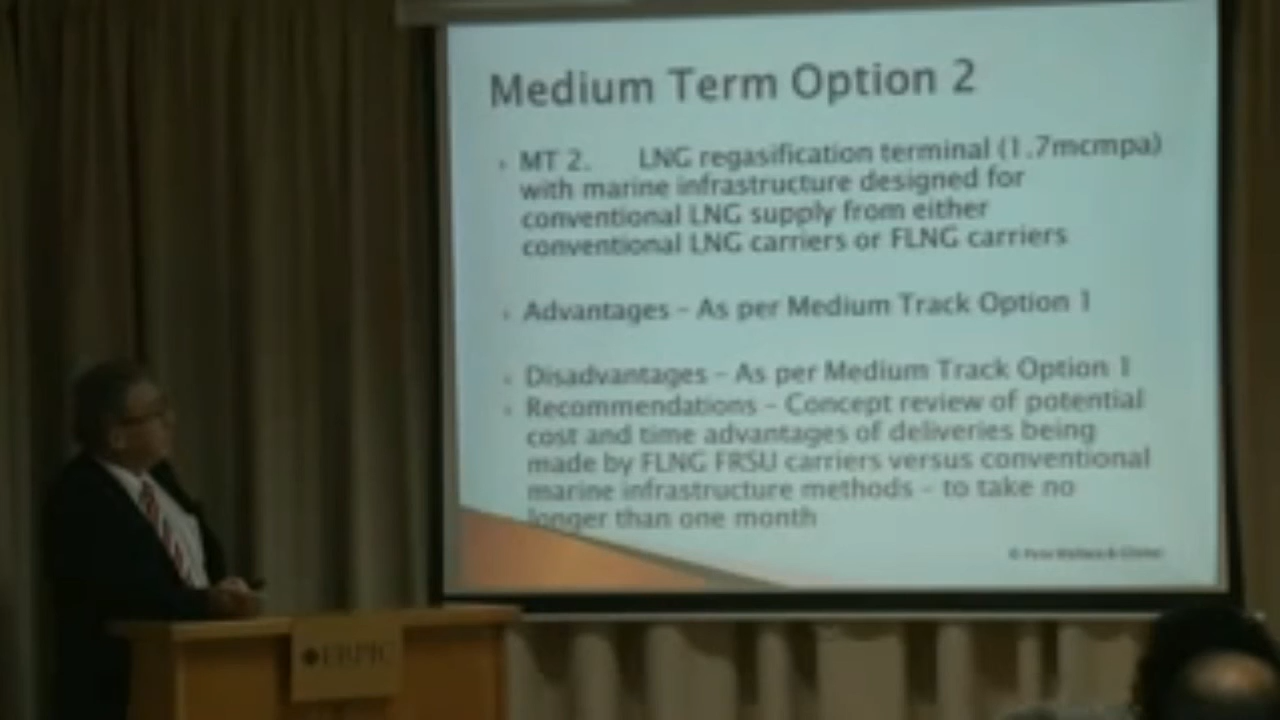 Medium Term Option 2
MT 2. LNG regasification terminal (1.7mcmpa)
with marine infrastructure designed for
conventional LNG supply from either
conventional LNG carriers or FLNG carriers
Advantages – As per Medium Track Option 1
Disadvantages – As per Medium Track Option 1
Recommendations – Concept review of potential
cost and time advantages of deliveries being
made by FLNG FRSU carriers versus conventional
marine infrastructure methods – to take no
longer than one month
ERPIC